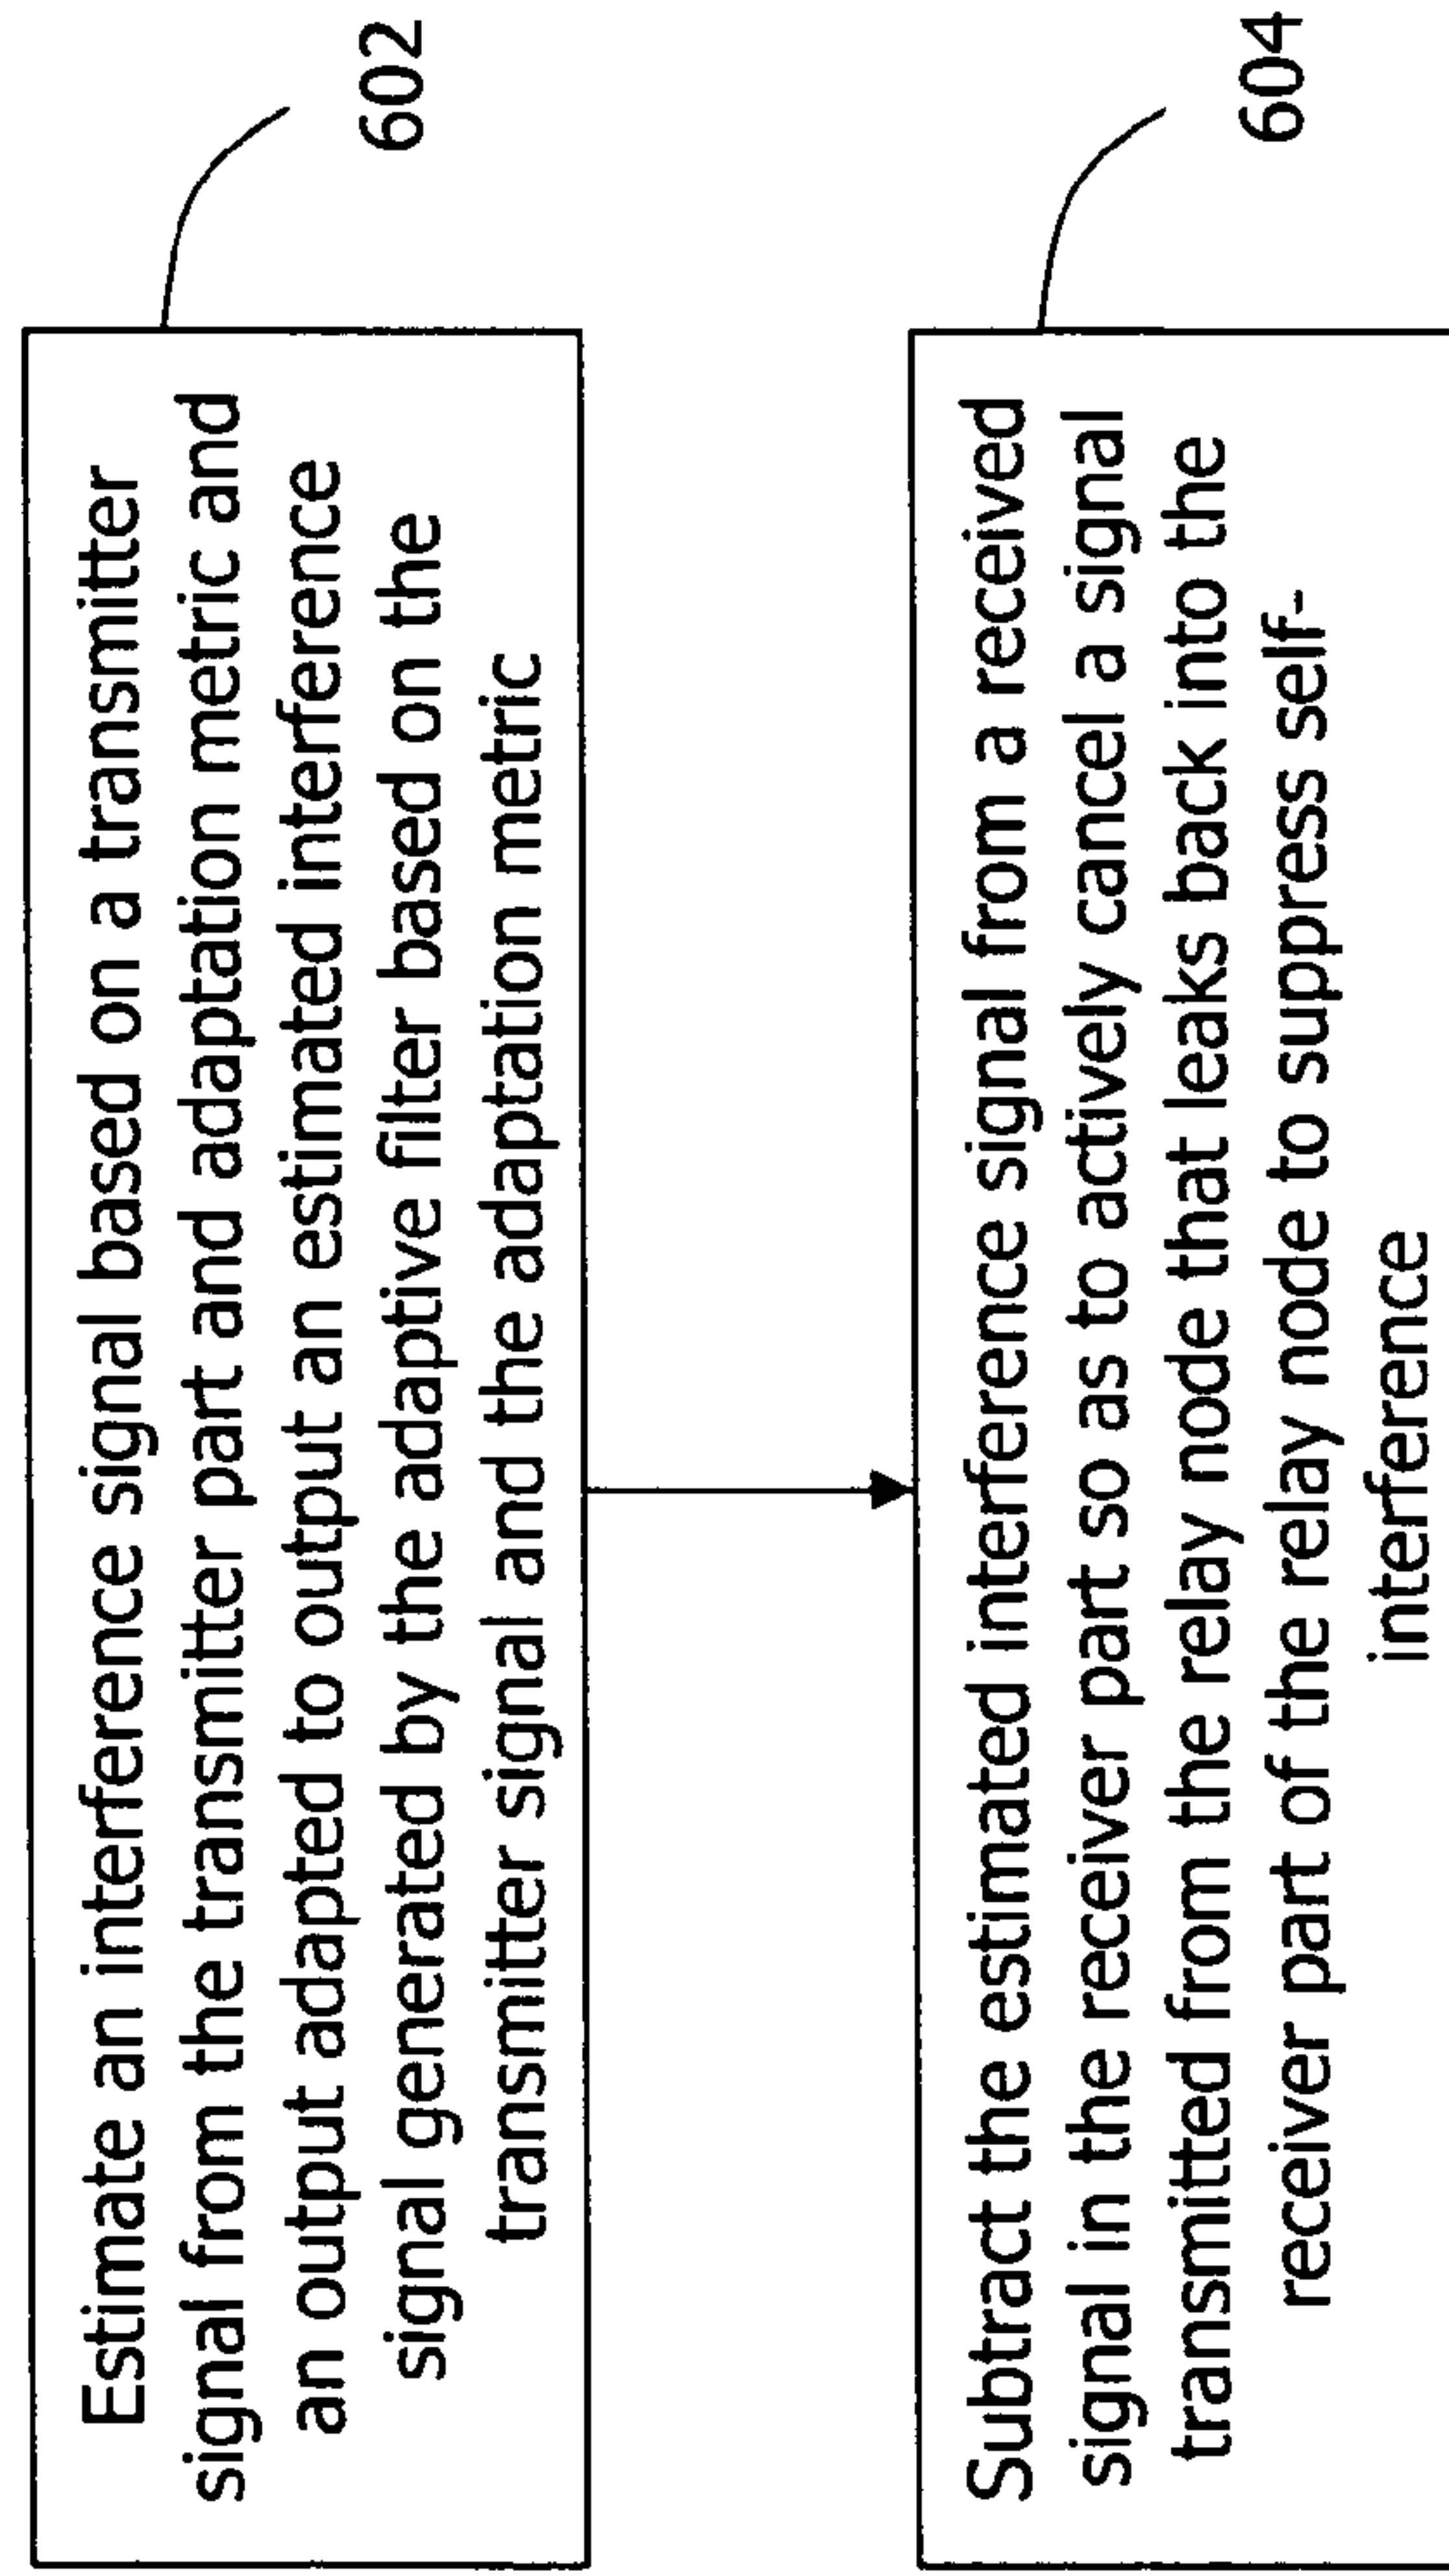 Estimate an interference signal based on a transmitter
signal from the transmitter part and adaptation metric and
an output adapted to output an estimated interference
signal generated by the adaptive filter based on the
transmitter signal and the adaptation metric
602
Subtract the estimated interference signal from a received
signal in the receiver part so as to actively cancel a signal
transmitted from the relay node that leaks back into the
receiver part of the relay node to suppress self-
interference
604